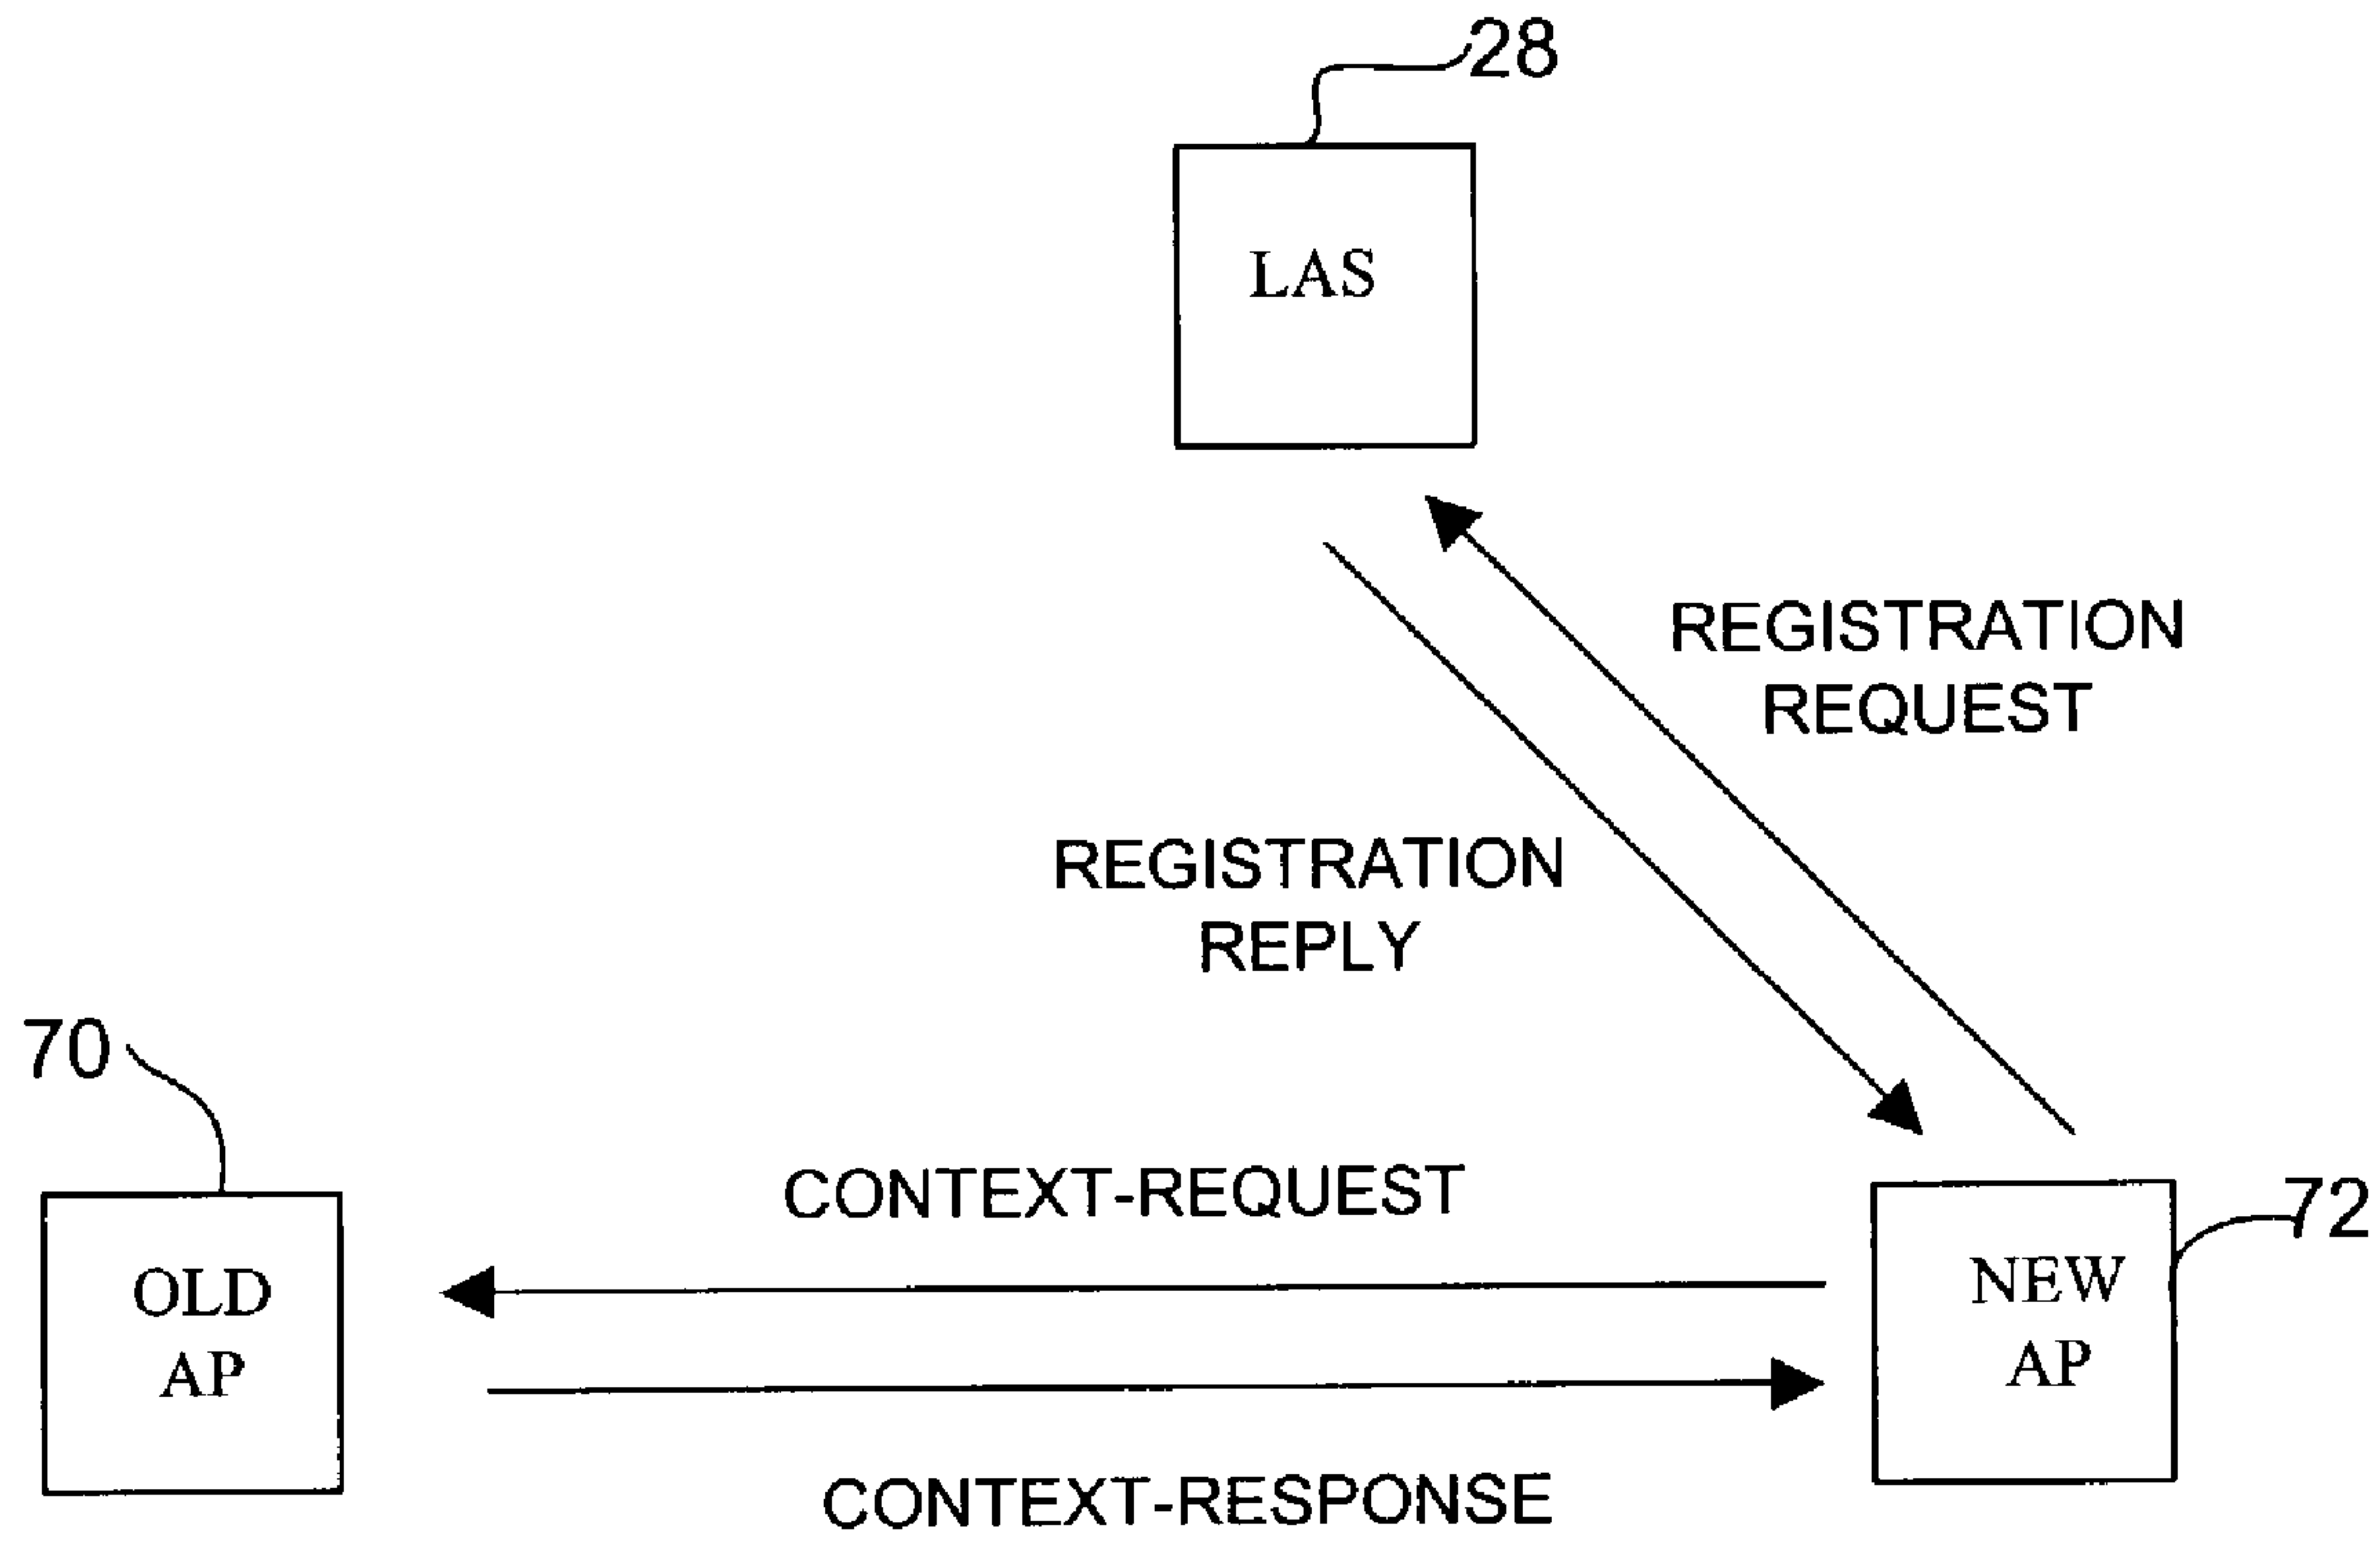 28
LAS
REGISTRATION
REQUEST
REGISTRATION
REPLY
70
CONTEXT-REQUEST
72
OLD
AP
NEW
AP
CONTEXT-RESPONSE